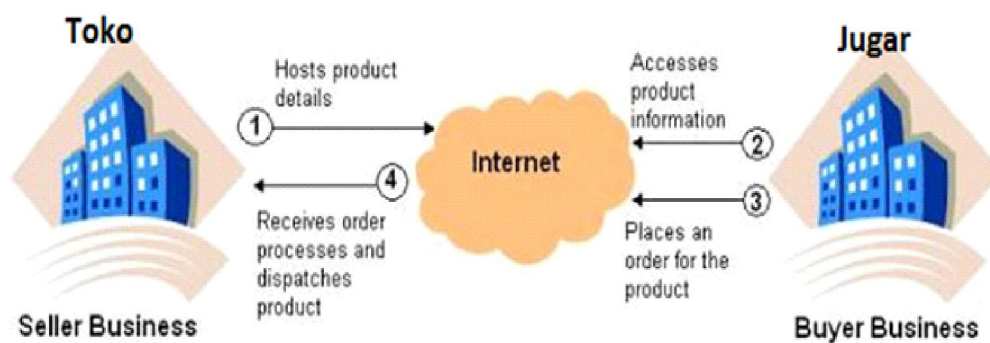 Toko
Jugar
Hosts product
details
1
Accesses
product
information
2
Internet
4
3
Receives order
processes and
dispatches
product
Places an
order for the
product
Seller Business
Buyer Business